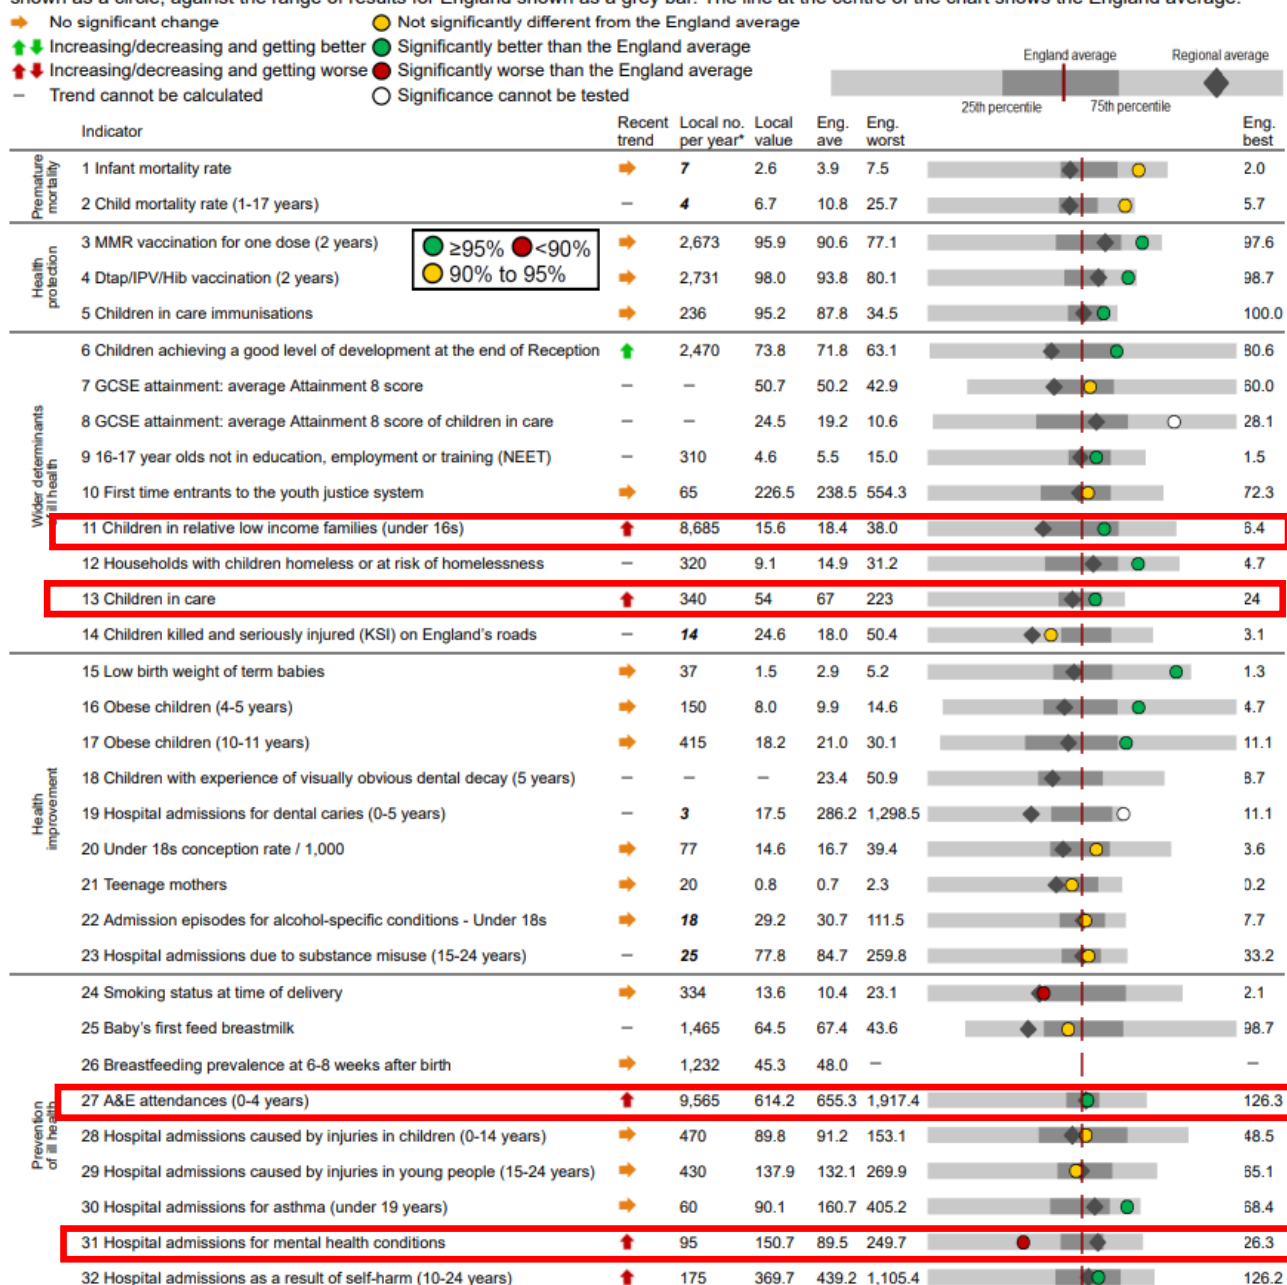 shown as a circle, against the range of results for England shown as a grey bar. The line at the centre of the chart shows the England average.
No significant change Not significantly different from the England average
Increasing/decreasing and getting better Significantly better than the England average
Increasing/decreasing and getting worse Significantly worse than the England average
– Trend cannot be calculated Significance cannot be tested
England average Regional average
25th percentile 75th percentile
Indicator Recent trend Local no. per year* Local value Eng. ave Eng. worst Eng. best
Premature mortality
1 Infant mortality rate 7 2.6 3.9 7.5 2.0
2 Child mortality rate (1-17 years) – 4 6.7 10.8 25.7 5.7
Health protection
≥95% <90%
90% to 95%
3 MMR vaccination for one dose (2 years) 2,673 95.9 90.6 77.1 97.6
4 Dtap/IPV/Hib vaccination (2 years) 2,731 98.0 93.8 80.1 98.7
5 Children in care immunisations 236 95.2 87.8 34.5 100.0
Wider determinants of ill health
6 Children achieving a good level of development at the end of Reception 2,470 73.8 71.8 63.1 80.6
7 GCSE attainment: average Attainment 8 score – – 50.7 50.2 42.9 60.0
8 GCSE attainment: average Attainment 8 score of children in care – – 24.5 19.2 10.6 28.1
9 16-17 year olds not in education, employment or training (NEET) – 310 4.6 5.5 15.0 1.5
10 First time entrants to the youth justice system 65 226.5 238.5 554.3 72.3
11 Children in relative low income families (under 16s) 8,685 15.6 18.4 38.0 6.4
12 Households with children homeless or at risk of homelessness – 320 9.1 14.9 31.2 4.7
13 Children in care 340 54 67 223 24
14 Children killed and seriously injured (KSI) on England's roads – 14 24.6 18.0 50.4 3.1
Health improvement
15 Low birth weight of term babies 37 1.5 2.9 5.2 1.3
16 Obese children (4-5 years) 150 8.0 9.9 14.6 4.7
17 Obese children (10-11 years) 415 18.2 21.0 30.1 11.1
18 Children with experience of visually obvious dental decay (5 years) – – – 23.4 50.9 8.7
19 Hospital admissions for dental caries (0-5 years) – 3 17.5 286.2 1,298.5 11.1
20 Under 18s conception rate / 1,000 77 14.6 16.7 39.4 3.6
21 Teenage mothers 20 0.8 0.7 2.3 0.2
22 Admission episodes for alcohol-specific conditions - Under 18s 18 29.2 30.7 111.5 7.7
23 Hospital admissions due to substance misuse (15-24 years) – 25 77.8 84.7 259.8 33.2
Prevention of ill health
24 Smoking status at time of delivery 334 13.6 10.4 23.1 2.1
25 Baby's first feed breastmilk – 1,465 64.5 67.4 43.6 98.7
26 Breastfeeding prevalence at 6-8 weeks after birth 1,232 45.3 48.0 – –
27 A&E attendances (0-4 years) 9,565 614.2 655.3 1,917.4 126.3
28 Hospital admissions caused by injuries in children (0-14 years) 470 89.8 91.2 153.1 48.5
29 Hospital admissions caused by injuries in young people (15-24 years) 430 137.9 132.1 269.9 65.1
30 Hospital admissions for asthma (under 19 years) 60 90.1 160.7 405.2 68.4
31 Hospital admissions for mental health conditions 95 150.7 89.5 249.7 26.3
32 Hospital admissions as a result of self-harm (10-24 years) 175 369.7 439.2 1,105.4 126.2